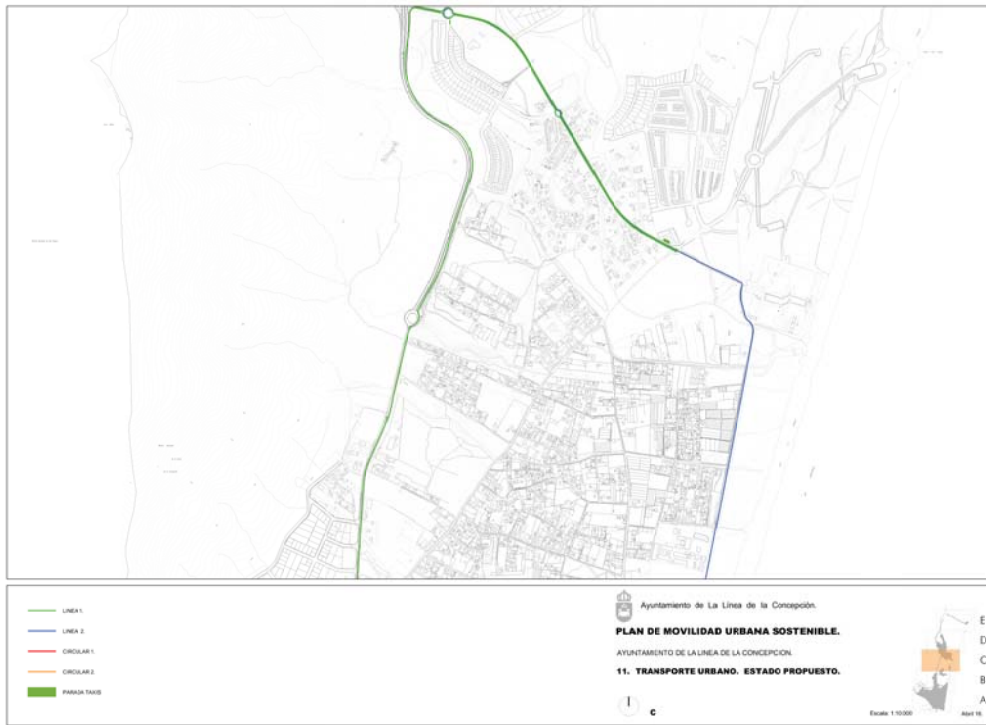 LINEA 1.
LINEA 2.
CIRCULAR 1.
CIRCULAR 2.
PARADA TAXIS
Ayuntamiento de La Línea de la Concepción.
PLAN DE MOVILIDAD URBANA SOSTENIBLE.
AYUNTAMIENTO DE LA LINEA DE LA CONCEPCION.
11. TRANSPORTE URBANO. ESTADO PROPUESTO.
C
Escala: 1:10.000
Abril 16.
E
D
C
B
A